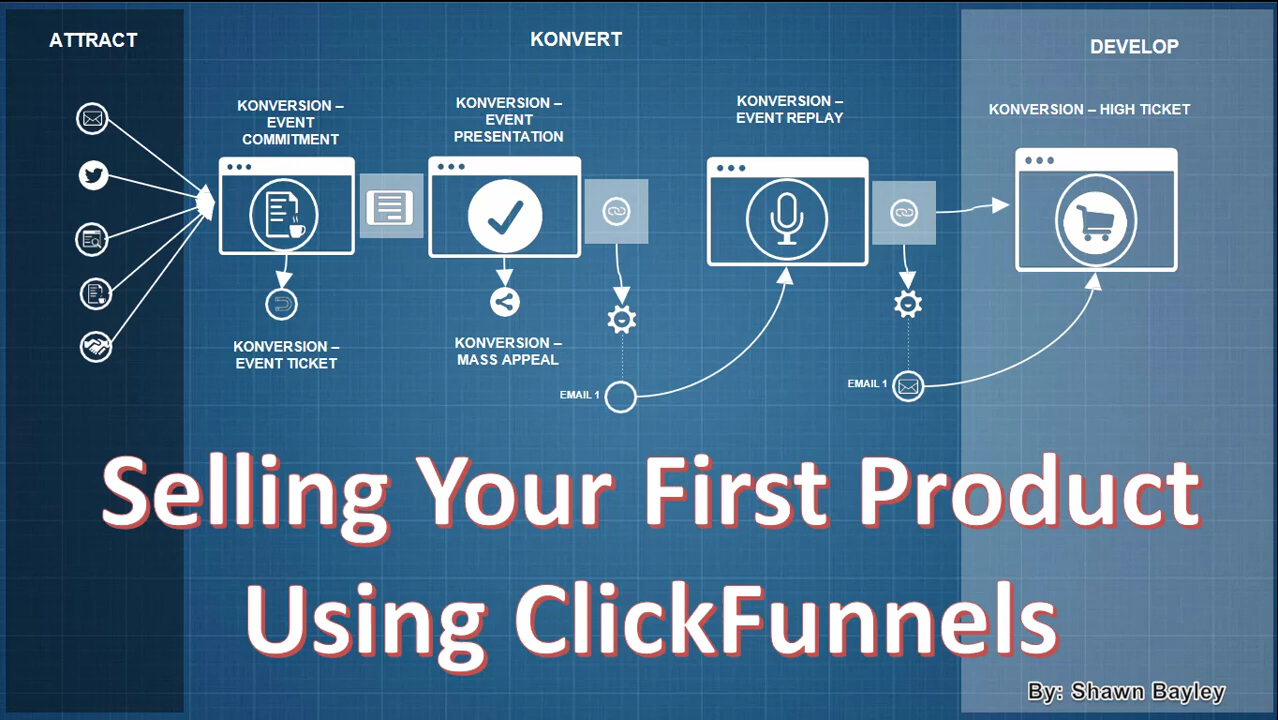 ATTRACT
KONVERT
DEVELOP
KONVERSION –
EVENT
COMMITMENT
KONVERSION –
EVENT
PRESENTATION
KONVERSION –
EVENT REPLAY
KONVERSION – HIGH TICKET
KONVERSION –
EVENT TICKET
KONVERSION –
MASS APPEAL
EMAIL 1
EMAIL 1
Selling Your First Product
Using ClickFunnels
By: Shawn Bayley